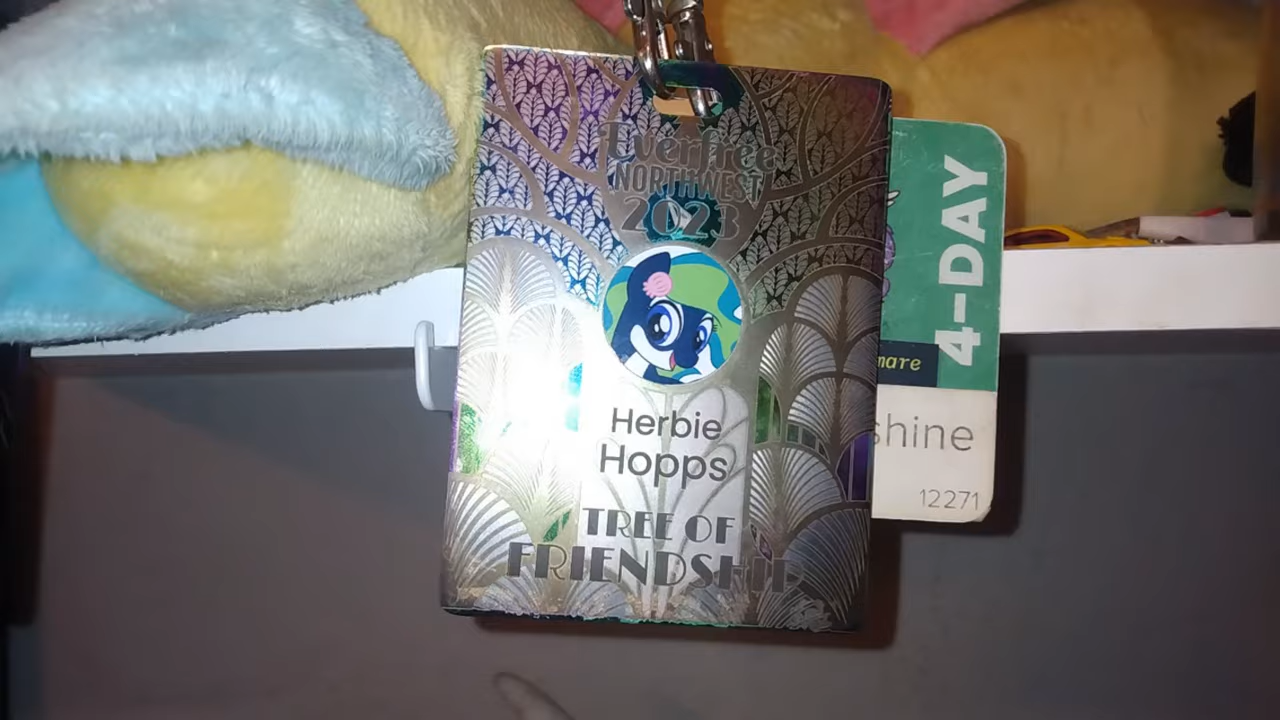 Everfree
NORTHWEST
2023
Herbie
Hopps
TREE OF
FRIENDSHIP
4-DAY
mare
shine
12271